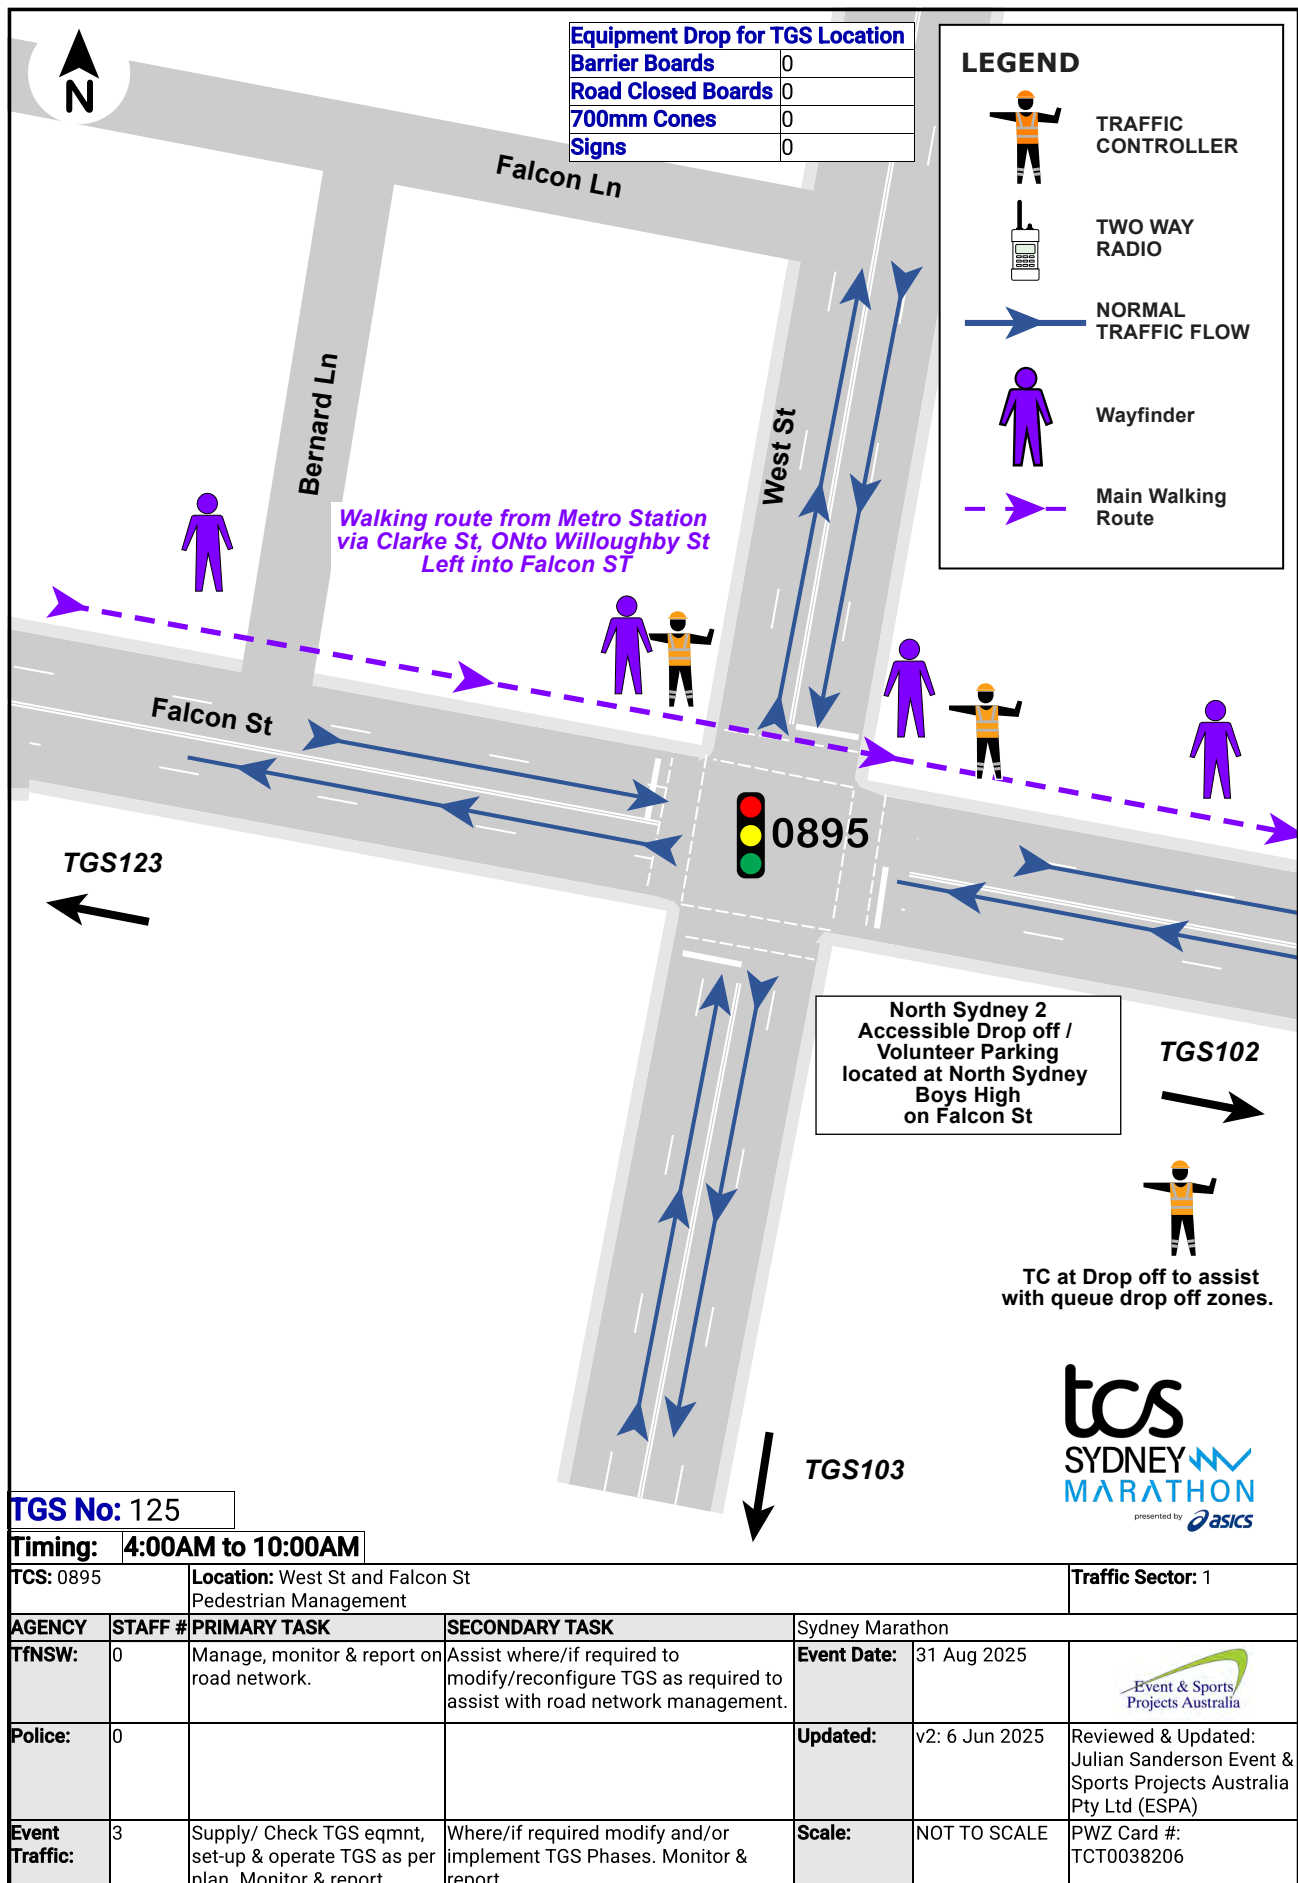 N
Equipment Drop for TGS Location
Barrier Boards 0
Road Closed Boards 0
700mm Cones 0
Signs 0
LEGEND
TRAFFIC
CONTROLLER
TWO WAY
RADIO
NORMAL
TRAFFIC FLOW
Wayfinder
Main Walking
Route
Falcon Ln
Bernard Ln
West St
Walking route from Metro Station
via Clarke St, ONto Willoughby St
Left into Falcon ST
Falcon St
0895
TGS123
North Sydney 2
Accessible Drop off /
Volunteer Parking
located at North Sydney
Boys High
on Falcon St
TGS102
TC at Drop off to assist
with queue drop off zones.
TGS103
tcs
SYDNEY
MARATHON
presented by asics
TGS No: 125
Timing: 4:00AM to 10:00AM
TCS: 0895 Location: West St and Falcon St Traffic Sector: 1
Pedestrian Management
AGENCY STAFF # PRIMARY TASK SECONDARY TASK Sydney Marathon
TfNSW: 0 Manage, monitor & report on Assist where/if required to Event Date: 31 Aug 2025
road network. modify/reconfigure TGS as required to
assist with road network management.
Event & Sports
Projects Australia
Police: 0 Updated: v2: 6 Jun 2025 Reviewed & Updated:
Julian Sanderson Event &
Sports Projects Australia
Pty Ltd (ESPA)
Event 3 Supply/ Check TGS eqmnt, Where/if required modify and/or Scale: NOT TO SCALE PWZ Card #:
Traffic: set-up & operate TGS as per implement TGS Phases. Monitor & TCT0038206
plan. Monitor & report report